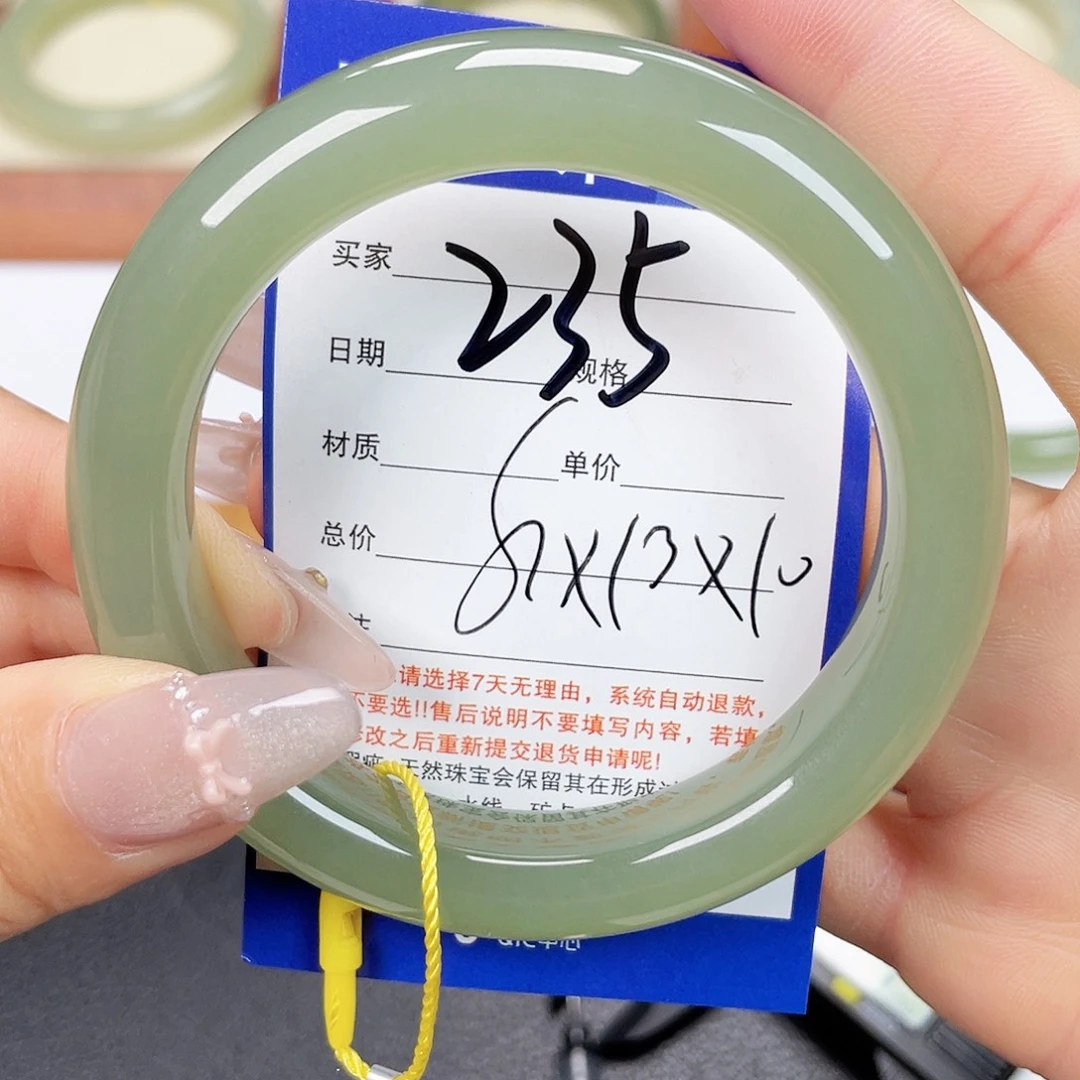 买家
235
日期
规格
材质
单价
总价
61x13x10
请选择7天无理由，系统自动退款，
不要选!!售后说明不要填写内容，若填
改之后重新提交退货申请呢!
天然珠宝会保留其在形成过